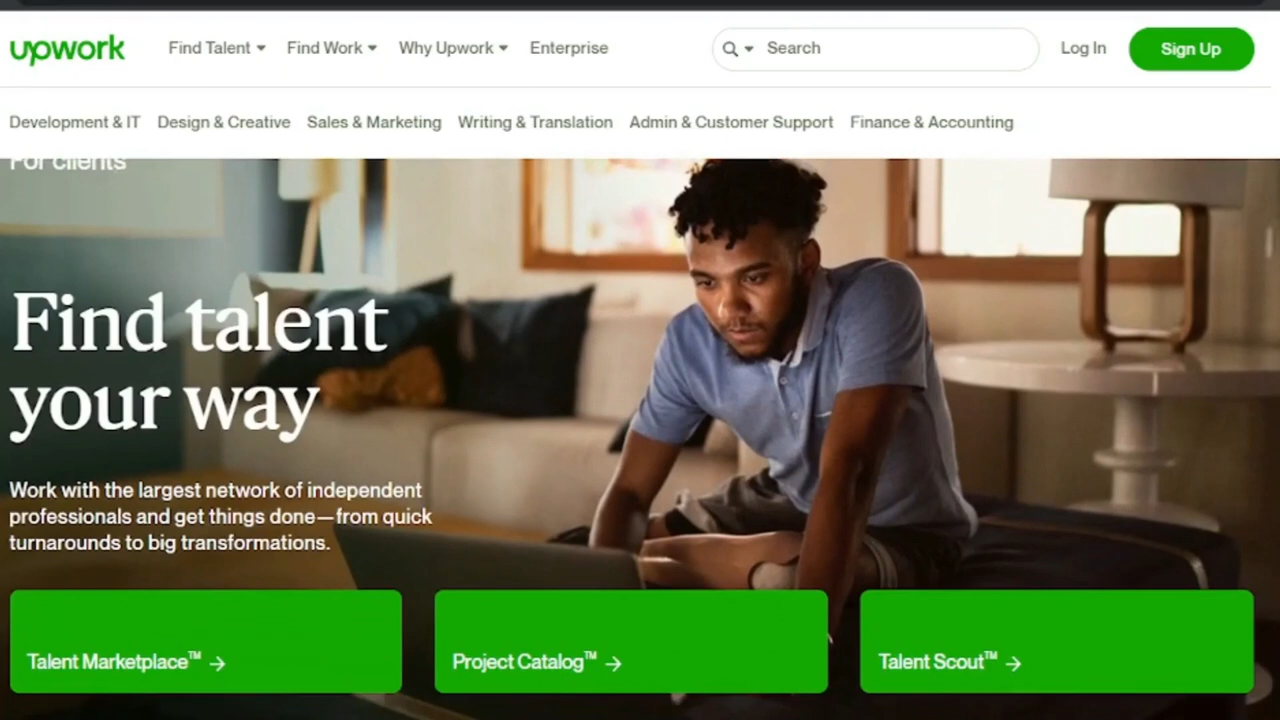 upwork Find Talent Find Work Why Upwork Enterprise Search Log In Sign Up
Development & IT Design & Creative Sales & Marketing Writing & Translation Admin & Customer Support Finance & Accounting
For clients
Find talent
your way
Work with the largest network of independent
professionals and get things done—from quick
turnarounds to big transformations.
Talent Marketplace™ → Project Catalog™ → Talent Scout™ →